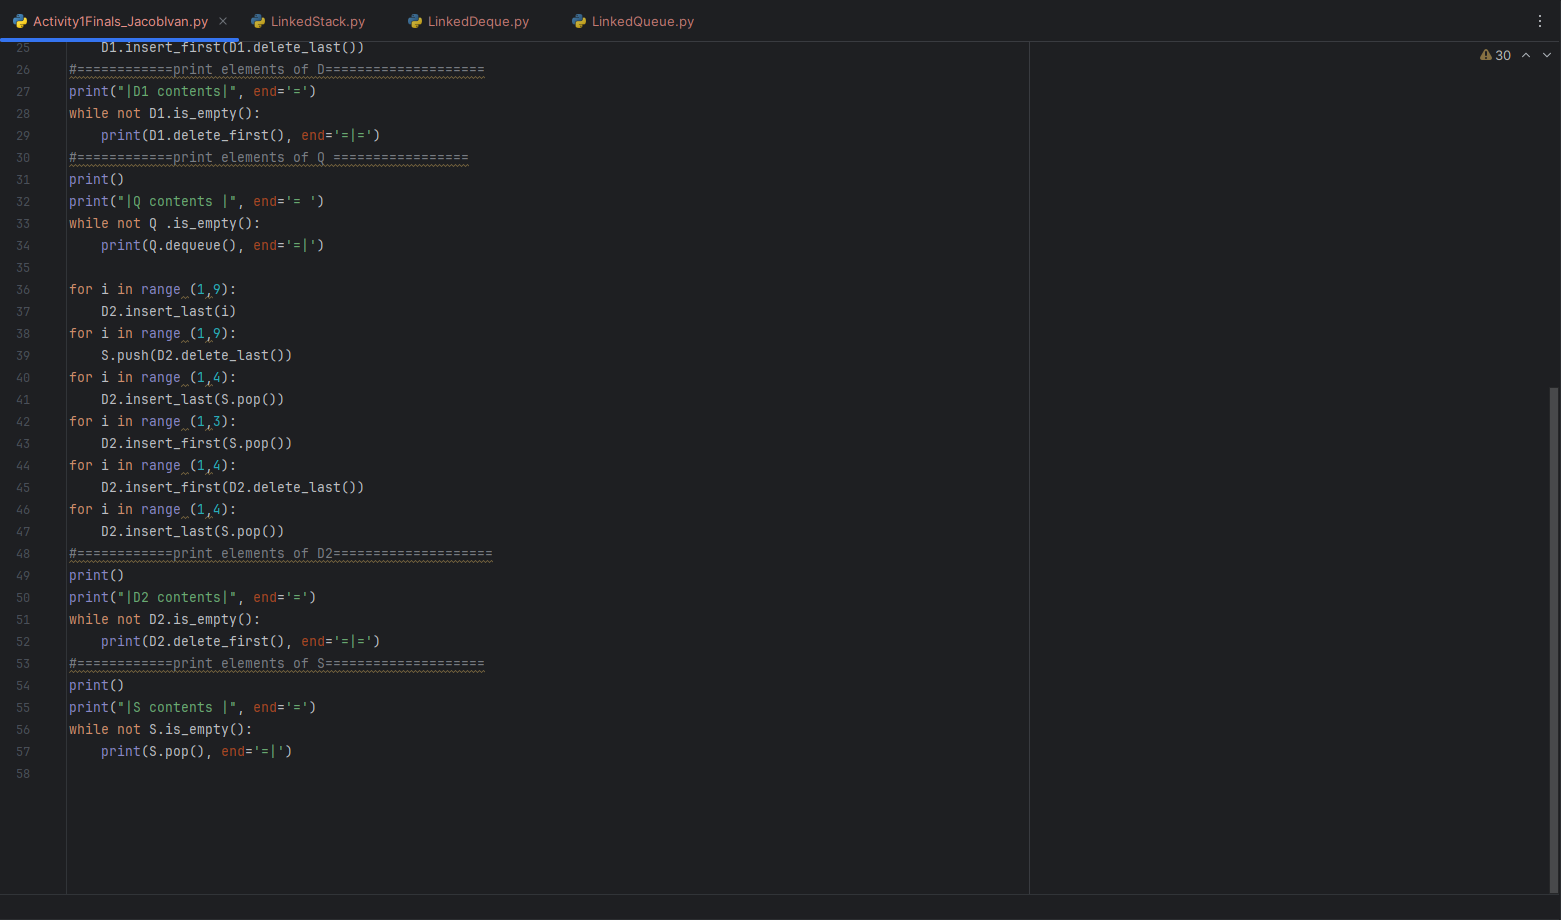 Activity1Finals_JacobIvan.py LinkedStack.py LinkedDeque.py LinkedQueue.py
30
25     D1.insert_first(D1.delete_last())
26 #============print elements of D====================
27 print("|D1 contents|", end='=')
28 while not D1.is_empty():
29     print(D1.delete_first(), end='=|=')
30 #============print elements of Q =================
31 print()
32 print("|Q contents |", end='= ')
33 while not Q .is_empty():
34     print(Q.dequeue(), end='=|')
35
36 for i in range (1,9):
37     D2.insert_last(i)
38 for i in range (1,9):
39     S.push(D2.delete_last())
40 for i in range (1,4):
41     D2.insert_last(S.pop())
42 for i in range (1,3):
43     D2.insert_first(S.pop())
44 for i in range (1,4):
45     D2.insert_first(D2.delete_last())
46 for i in range (1,4):
47     D2.insert_last(S.pop())
48 #============print elements of D2====================
49 print()
50 print("|D2 contents|", end='=')
51 while not D2.is_empty():
52     print(D2.delete_first(), end='=|=')
53 #============print elements of S====================
54 print()
55 print("|S contents |", end='=')
56 while not S.is_empty():
57     print(S.pop(), end='=|')
58